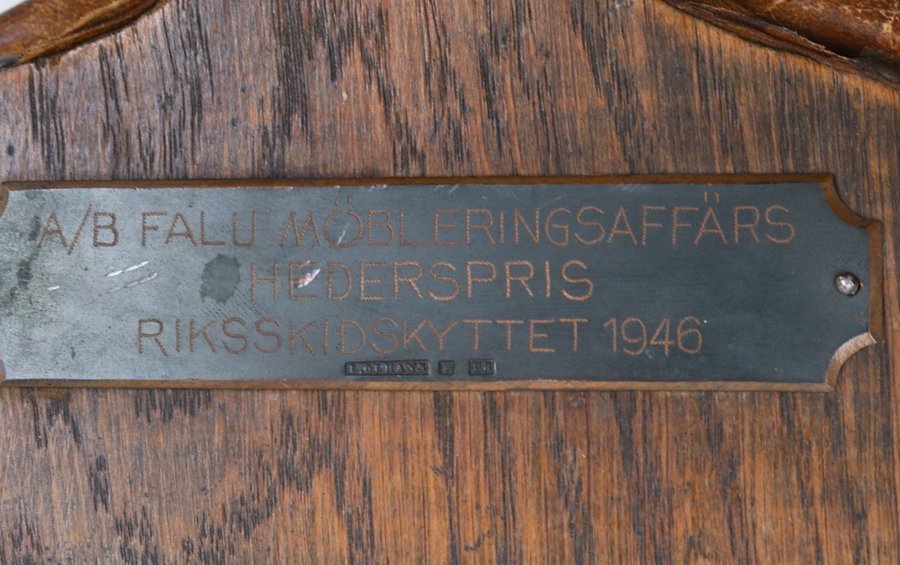 A/B FALU MÖBLERINGSAFFÄRS
HEDERSPRIS
RIKSSKIDSKYTTET 1946